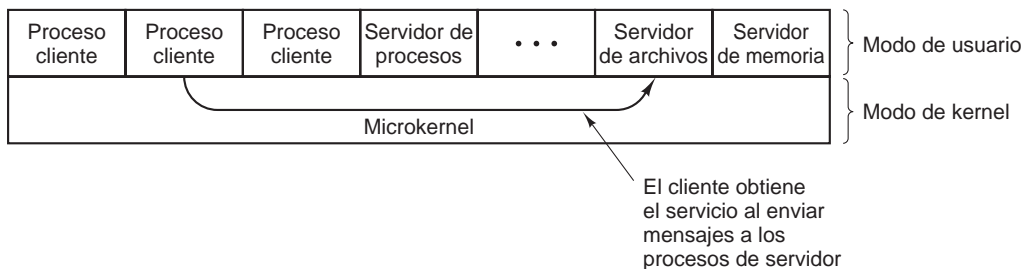 Proceso
cliente
Proceso
cliente
Proceso
cliente
Servidor de
procesos
• • •
Servidor
de archivos
Servidor
de memoria
Modo de usuario
Microkernel
Modo de kernel
El cliente obtiene
el servicio al enviar
mensajes a los
procesos de servidor